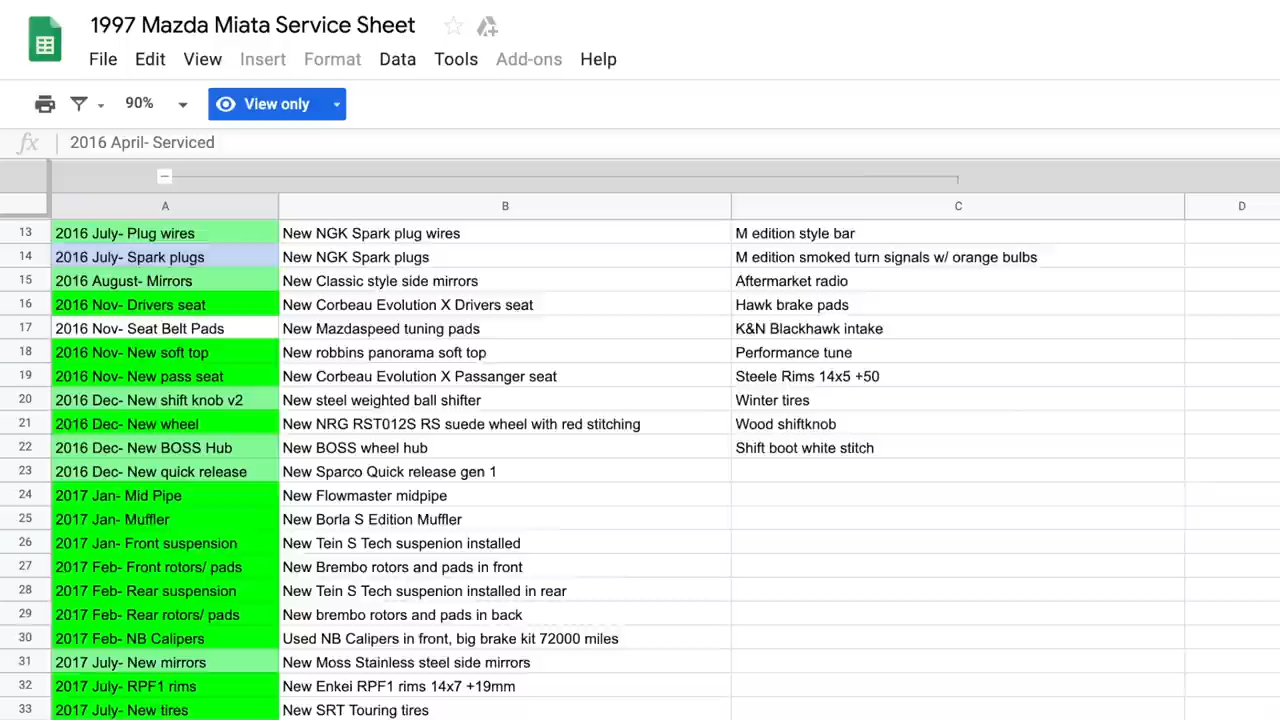 1997 Mazda Miata Service Sheet
File Edit View Insert Format Data Tools Add-ons Help
90% View only
fx 2016 April- Serviced
A B C D
13 2016 July- Plug wires New NGK Spark plug wires M edition style bar
14 2016 July- Spark plugs New NGK Spark plugs M edition smoked turn signals w/ orange bulbs
15 2016 August- Mirrors New Classic style side mirrors Aftermarket radio
16 2016 Nov- Drivers seat New Corbeau Evolution X Drivers seat Hawk brake pads
17 2016 Nov- Seat Belt Pads New Mazdaspeed tuning pads K&N Blackhawk intake
18 2016 Nov- New soft top New robbins panorama soft top Performance tune
19 2016 Nov- New pass seat New Corbeau Evolution X Passanger seat Steele Rims 14x5 +50
20 2016 Dec- New shift knob v2 New steel weighted ball shifter Winter tires
21 2016 Dec- New wheel New NRG RST012S RS suede wheel with red stitching Wood shiftknob
22 2016 Dec- New BOSS Hub New BOSS wheel hub Shift boot white stitch
23 2016 Dec- New quick release New Sparco Quick release gen 1
24 2017 Jan- Mid Pipe New Flowmaster midpipe
25 2017 Jan- Muffler New Borla S Edition Muffler
26 2017 Jan- Front suspension New Tein S Tech suspenion installed
27 2017 Feb- Front rotors/ pads New Brembo rotors and pads in front
28 2017 Feb- Rear suspension New Tein S Tech suspension installed in rear
29 2017 Feb- Rear rotors/ pads New brembo rotors and pads in back
30 2017 Feb- NB Calipers Used NB Calipers in front, big brake kit 72000 miles
31 2017 July- New mirrors New Moss Stainless steel side mirrors
32 2017 July- RPF1 rims New Enkei RPF1 rims 14x7 +19mm
33 2017 July- New tires New SRT Touring tires